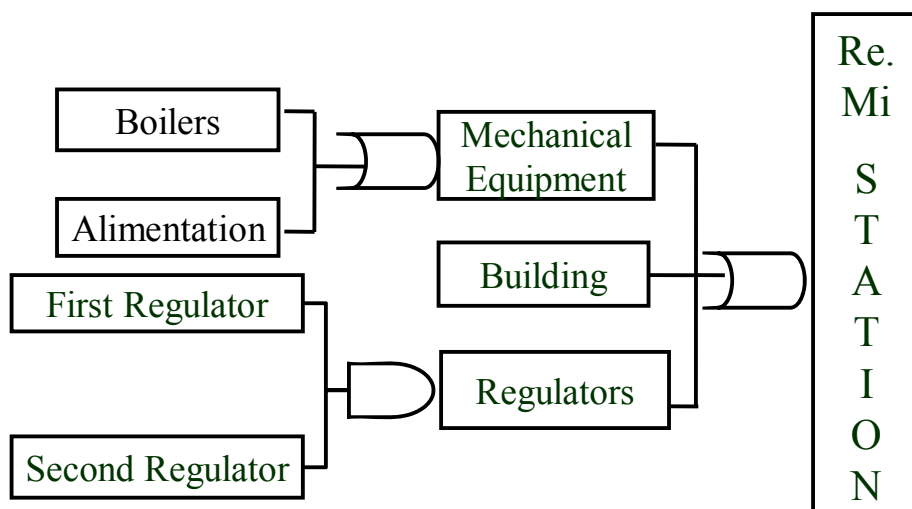 Boilers
Alimentation
First Regulator
Second Regulator
Mechanical
Equipment
Building
Regulators
Re.
Mi
S
T
A
T
I
O
N